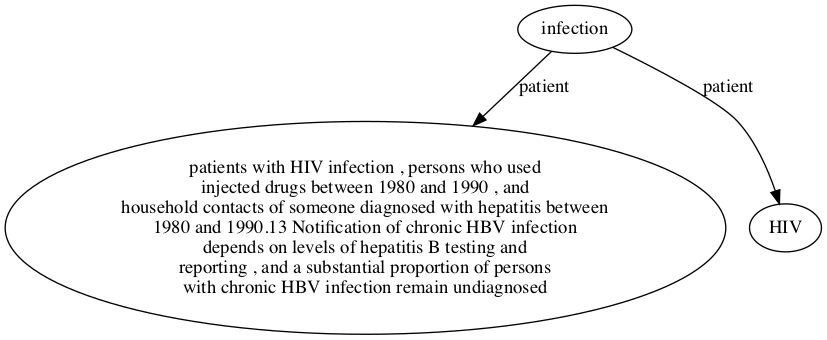 infection
patient
patient
patients with HIV infection , persons who used
injected drugs between 1980 and 1990 , and
household contacts of someone diagnosed with hepatitis between
1980 and 1990.13 Notification of chronic HBV infection
depends on levels of hepatitis B testing and
reporting , and a substantial proportion of persons
with chronic HBV infection remain undiagnosed
HIV